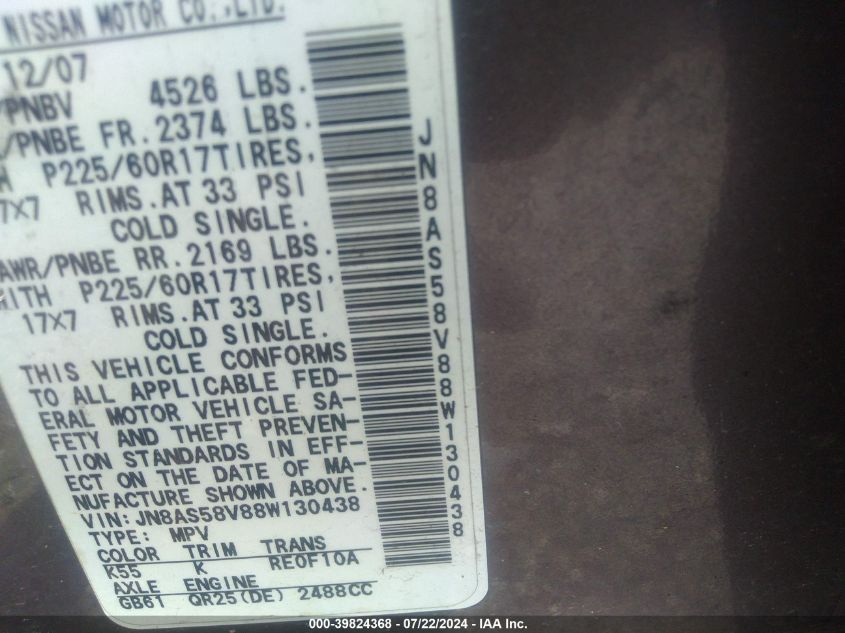 NISSAN MOTOR CO.,LTD.
12/07
/PNBV 4526 LBS.
/PNBE FR.2374 LBS.
P225/60R17TIRES,
7X7 RIMS.AT 33 PSI
COLD SINGLE.
AWR/PNBE RR.2169 LBS.
WITH P225/60R17TIRES,
17X7 RIMS.AT 33 PSI
COLD SINGLE.
THIS VEHICLE CONFORMS
TO ALL APPLICABLE FED-
ERAL MOTOR VEHICLE SA-
FETY AND THEFT PREVEN-
TION STANDARDS IN EFF-
ECT ON THE DATE OF MA-
NUFACTURE SHOWN ABOVE.
VIN:JN8AS58V88W130438
TYPE: MPV
COLOR TRIM TRANS
K55 K RE0F10A
AXLE ENGINE
GB61 QR25(DE) 2488CC
JN8AS58V88W130438
000-39824368 - 07/22/2024 - IAA Inc.